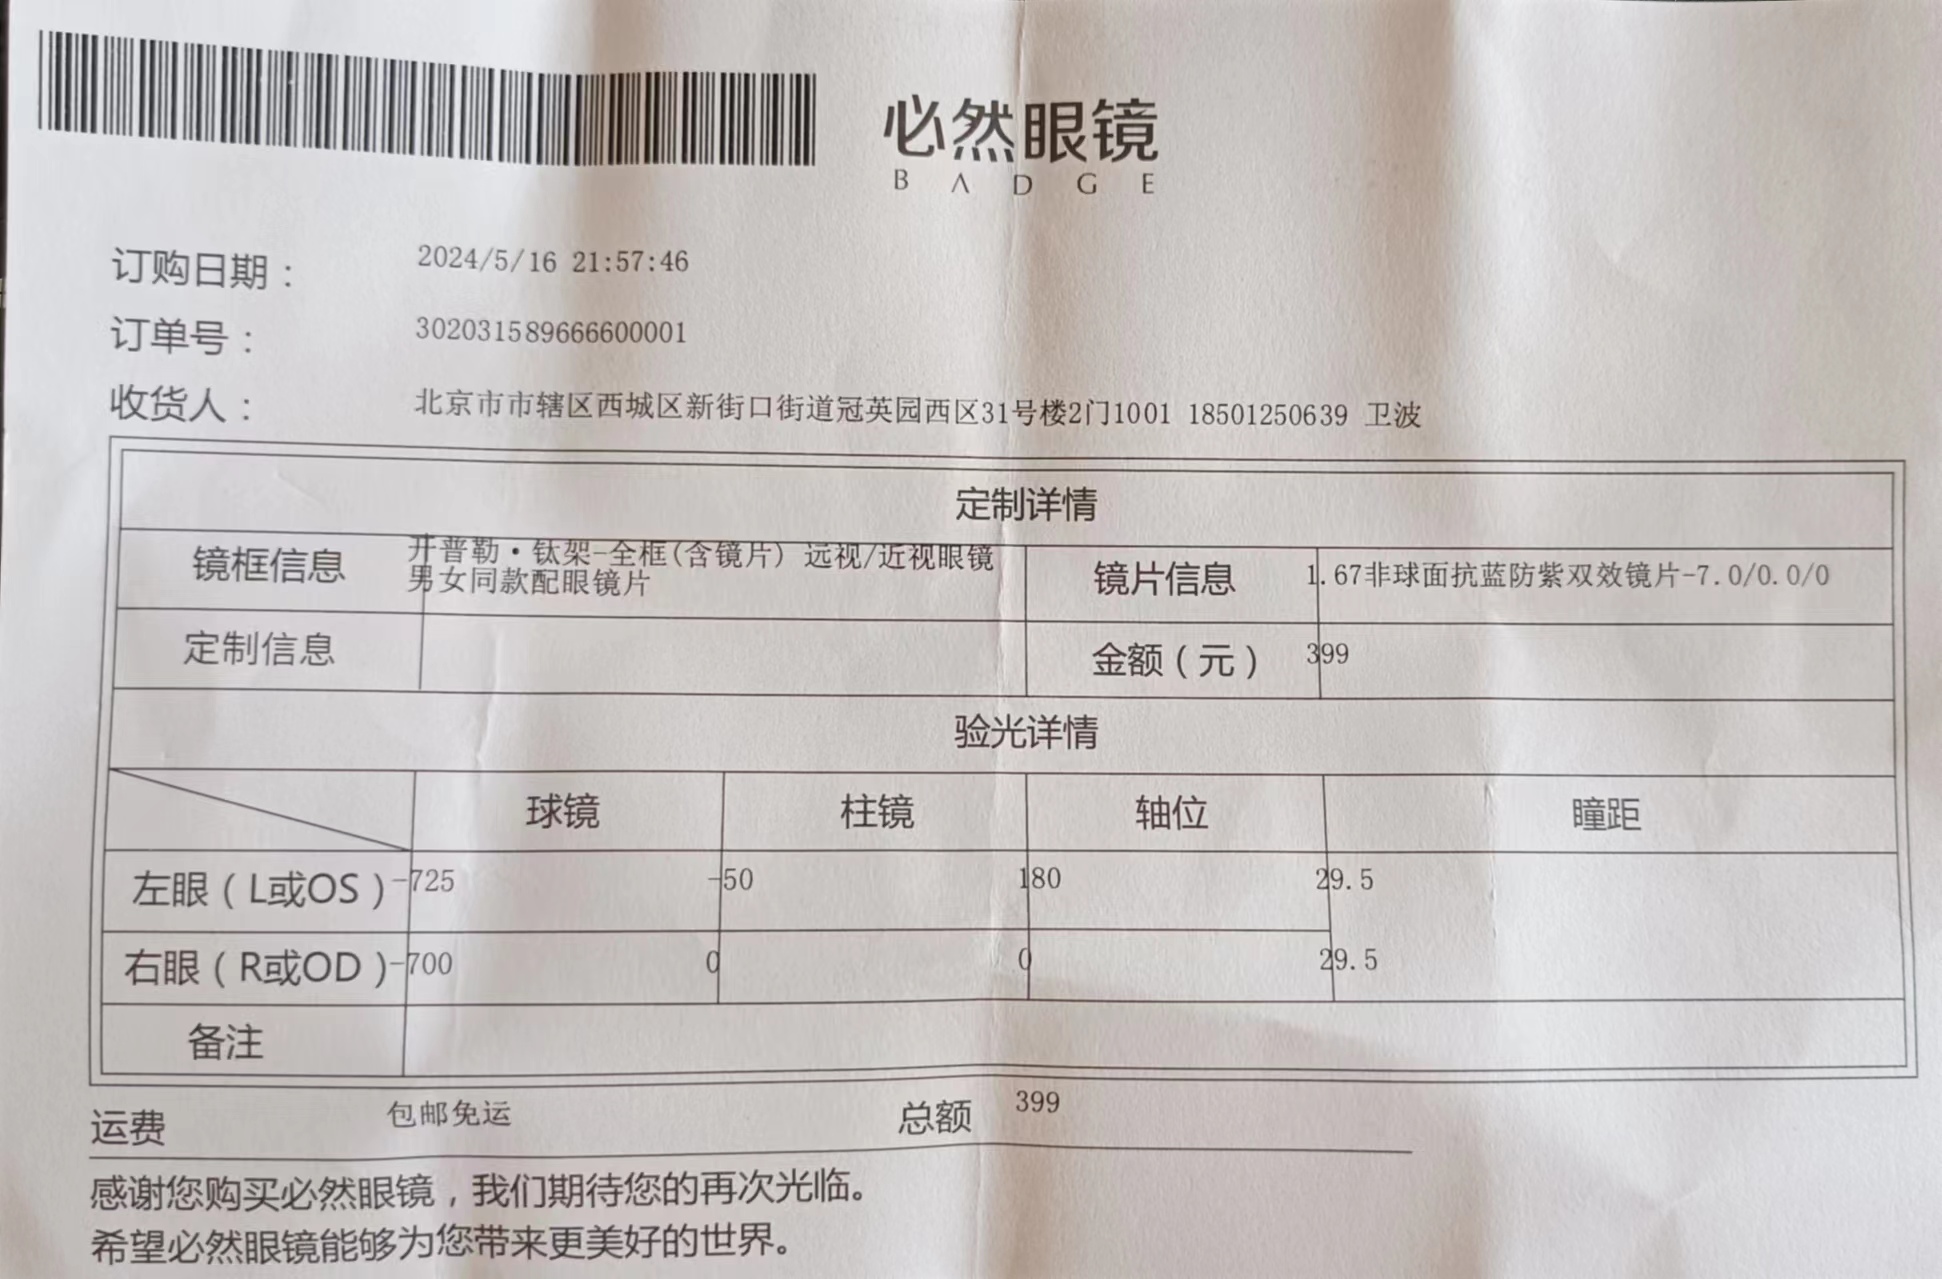 必然眼镜
BADGE
订购日期： 2024/5/16 21:57:46
订单号： 302031589666600001
收货人： 北京市市辖区西城区新街口街道冠英园西区31号楼2门1001 18501250639 卫波
定制详情
镜框信息 开普勒·钛架-全框(含镜片) 远视/近视眼镜
男女同款配眼镜片
镜片信息 1.67非球面抗蓝防紫双效镜片-7.0/0.0/0
定制信息 金额（元） 399
验光详情
球镜 柱镜 轴位 瞳距
左眼（L或OS） -725 -50 180 29.5
右眼（R或OD） -700 0 0 29.5
备注
运费 包邮免运 总额 399
感谢您购买必然眼镜，我们期待您的再次光临。
希望必然眼镜能够为您带来更美好的世界。